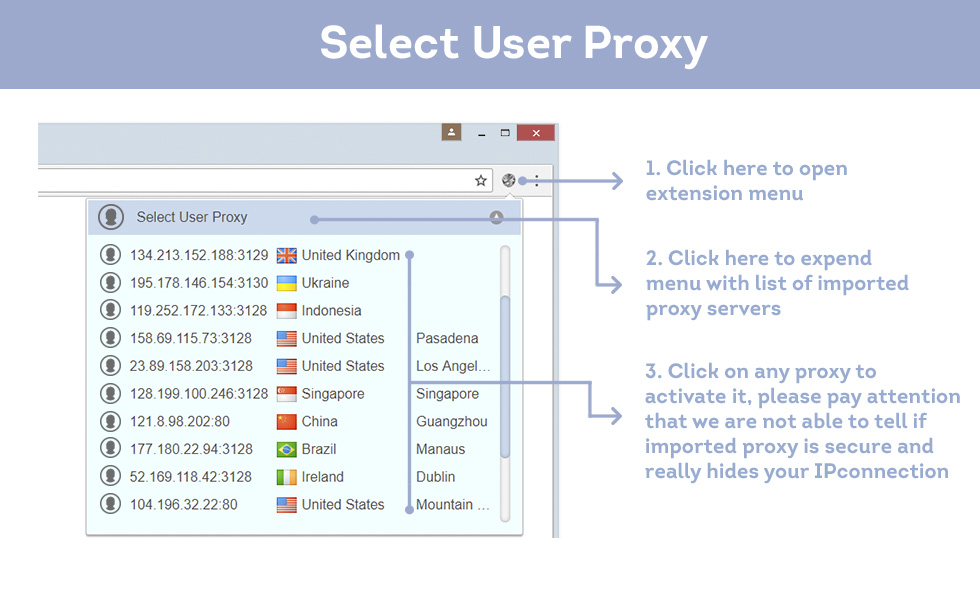 Select User Proxy
1. Click here to open
extension menu
Select User Proxy
2. Click here to expend
menu with list of imported
proxy servers
134.213.152.188:3129 United Kingdom
195.178.146.154:3130 Ukraine
119.252.172.133:3128 Indonesia
158.69.115.73:3128 United States Pasadena
23.89.158.203:3128 United States Los Angel...
128.199.100.246:3128 Singapore Singapore
121.8.98.202:80 China Guangzhou
177.180.22.94:3128 Brazil Manaus
52.169.118.42:3128 Ireland Dublin
104.196.32.22:80 United States Mountain ...
3. Click on any proxy to
activate it, please pay attention
that we are not able to tell if
imported proxy is secure and
really hides your IPconnection